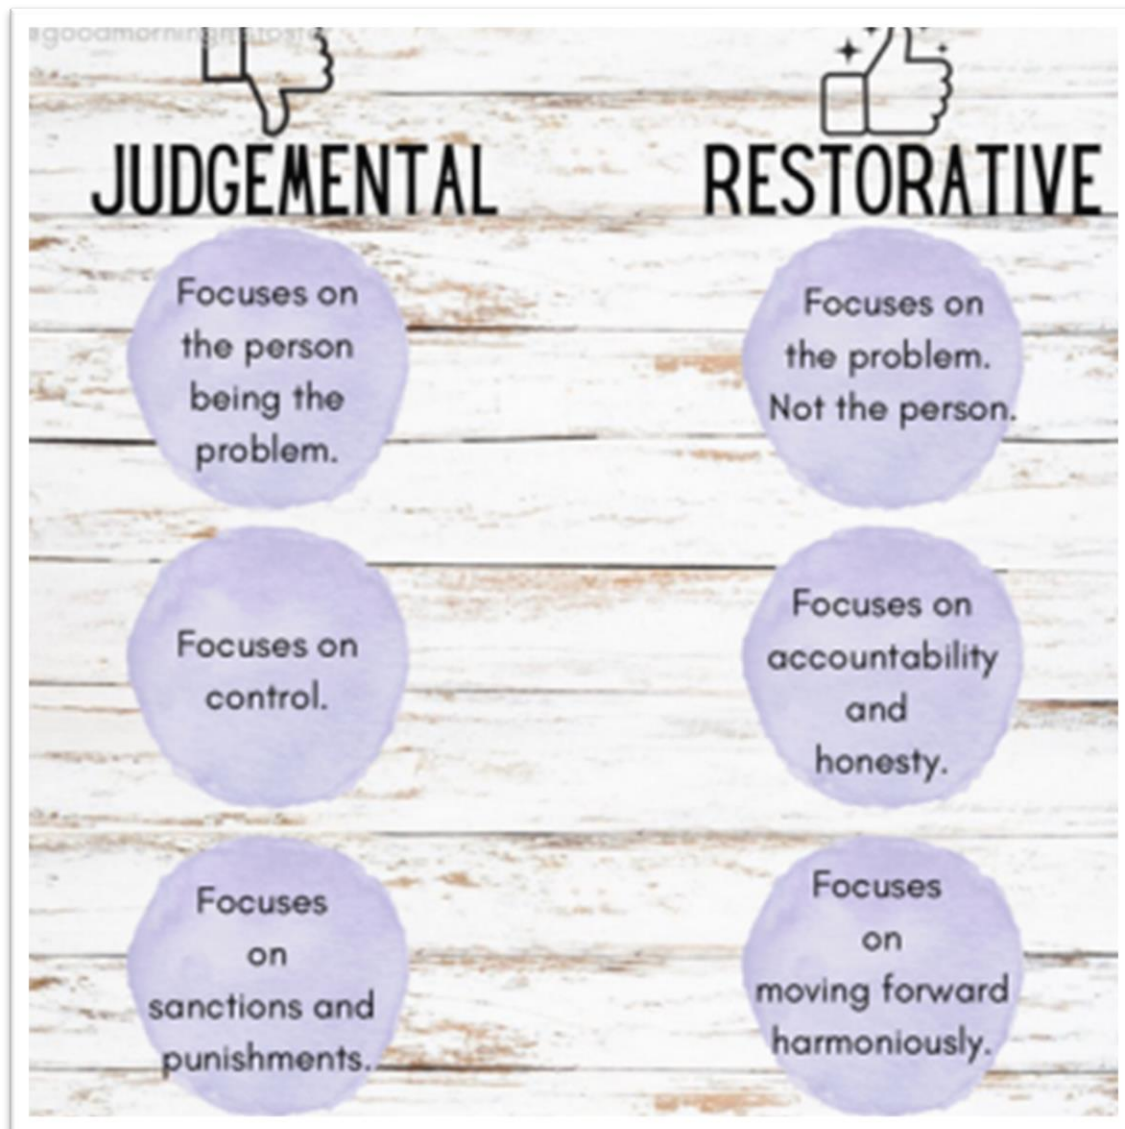 JUDGEMENTAL
RESTORATIVE
Focuses on
the person
being the
problem.
Focuses on
the problem.
Not the person.
Focuses on
control.
Focuses on
accountability
and
honesty.
Focuses
on
sanctions and
punishments.
Focuses
on
moving forward
harmoniously.